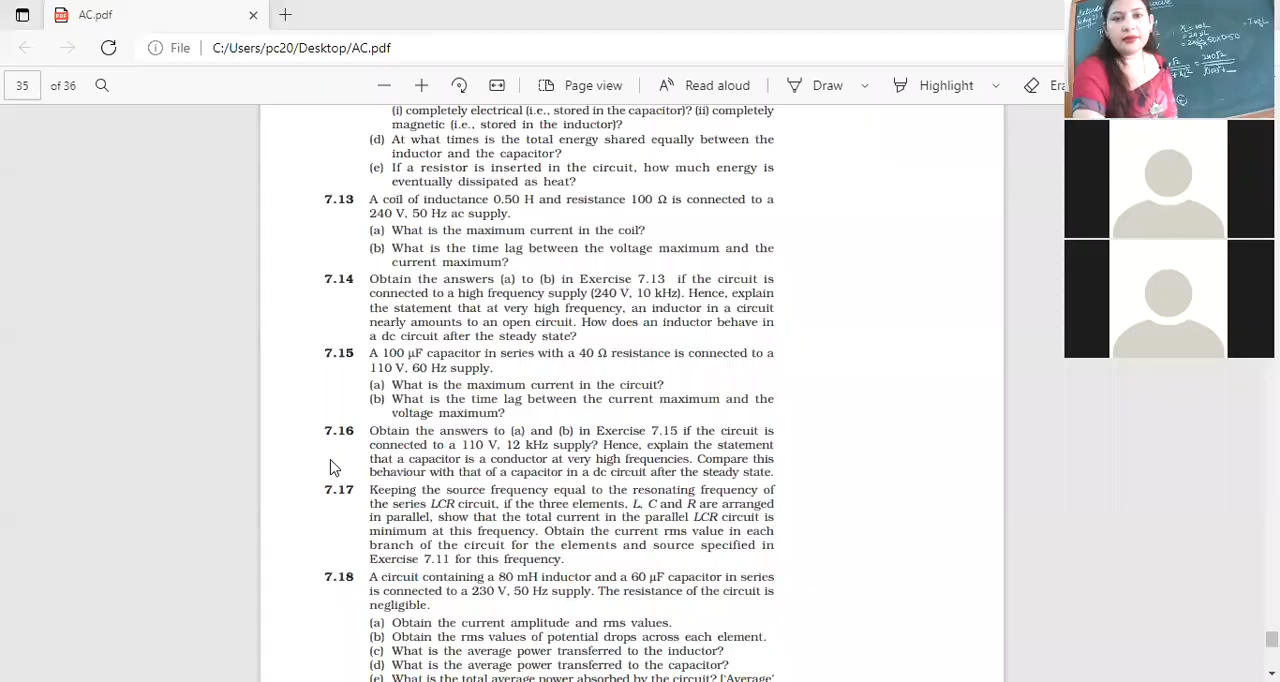 AC.pdf
File
C:/Users/pc20/Desktop/AC.pdf
35
of 36
Page view
Read aloud
Draw
Highlight
Era
(i) completely electrical (i.e., stored in the capacitor)? (ii) completely
magnetic (i.e., stored in the inductor)?
(d) At what times is the total energy shared equally between the
inductor and the capacitor?
(e) If a resistor is inserted in the circuit, how much energy is
eventually dissipated as heat?
7.13 A coil of inductance 0.50 H and resistance 100 Ω is connected to a
240 V, 50 Hz ac supply.
(a) What is the maximum current in the coil?
(b) What is the time lag between the voltage maximum and the
current maximum?
7.14 Obtain the answers (a) to (b) in Exercise 7.13 if the circuit is
connected to a high frequency supply (240 V, 10 kHz). Hence, explain
the statement that at very high frequency, an inductor in a circuit
nearly amounts to an open circuit. How does an inductor behave in
a dc circuit after the steady state?
7.15 A 100 μF capacitor in series with a 40 Ω resistance is connected to a
110 V, 60 Hz supply.
(a) What is the maximum current in the circuit?
(b) What is the time lag between the current maximum and the
voltage maximum?
7.16 Obtain the answers to (a) and (b) in Exercise 7.15 if the circuit is
connected to a 110 V, 12 kHz supply? Hence, explain the statement
that a capacitor is a conductor at very high frequencies. Compare this
behaviour with that of a capacitor in a dc circuit after the steady state.
7.17 Keeping the source frequency equal to the resonating frequency of
the series LCR circuit, if the three elements, L, C and R are arranged
in parallel, show that the total current in the parallel LCR circuit is
minimum at this frequency. Obtain the current rms value in each
branch of the circuit for the elements and source specified in
Exercise 7.11 for this frequency.
7.18 A circuit containing a 80 mH inductor and a 60 μF capacitor in series
is connected to a 230 V, 50 Hz supply. The resistance of the circuit is
negligible.
(a) Obtain the current amplitude and rms values.
(b) Obtain the rms values of potential drops across each element.
(c) What is the average power transferred to the inductor?
(d) What is the average power transferred to the capacitor?
(e) What is the total average power absorbed by the circuit? ['Average'